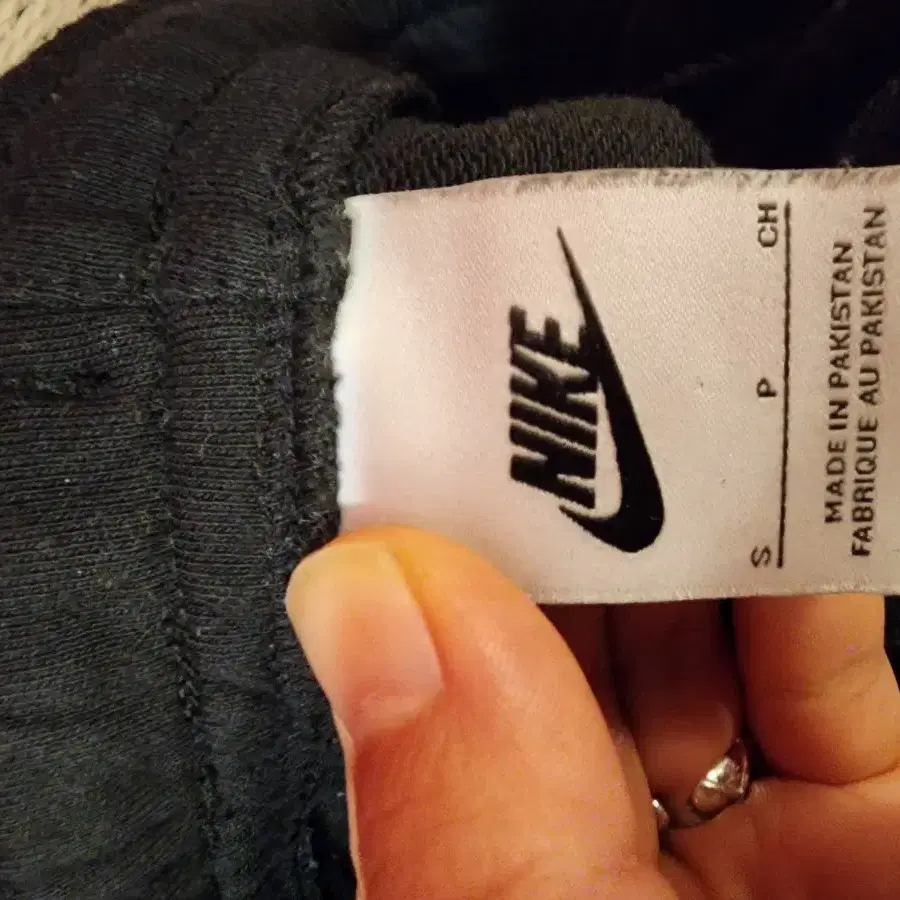 NIKE
S P CH
MADE IN PAKISTAN
FABRIQUE AU PAKISTAN